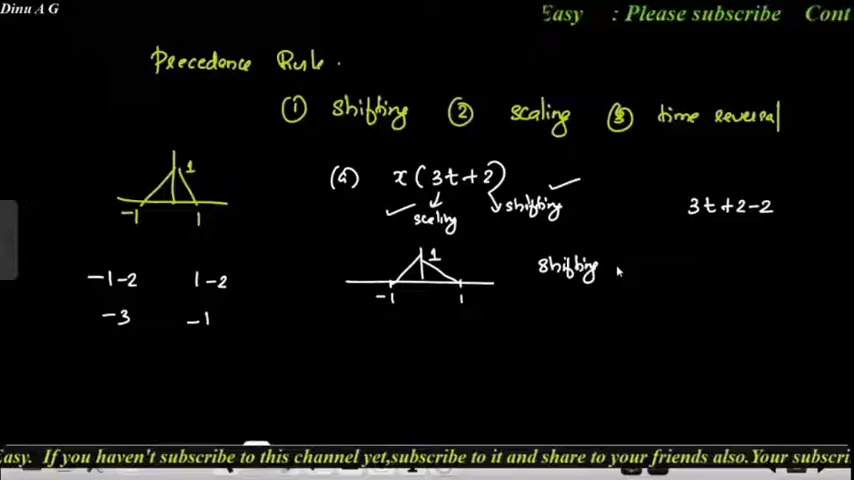 Dinu A G
Easy : Please subscribe Cont
Precedence Rule.
① shifting ② scaling ③ time reversal
1
-1 1
(a) x(3t+2)
scaling
shifting
3t+2-2
-1-2 1-2
-3 -1
1
-1 1
shifting
Easy. If you haven't subscribe to this channel yet,subscribe to it and share to your friends also.Your subscri